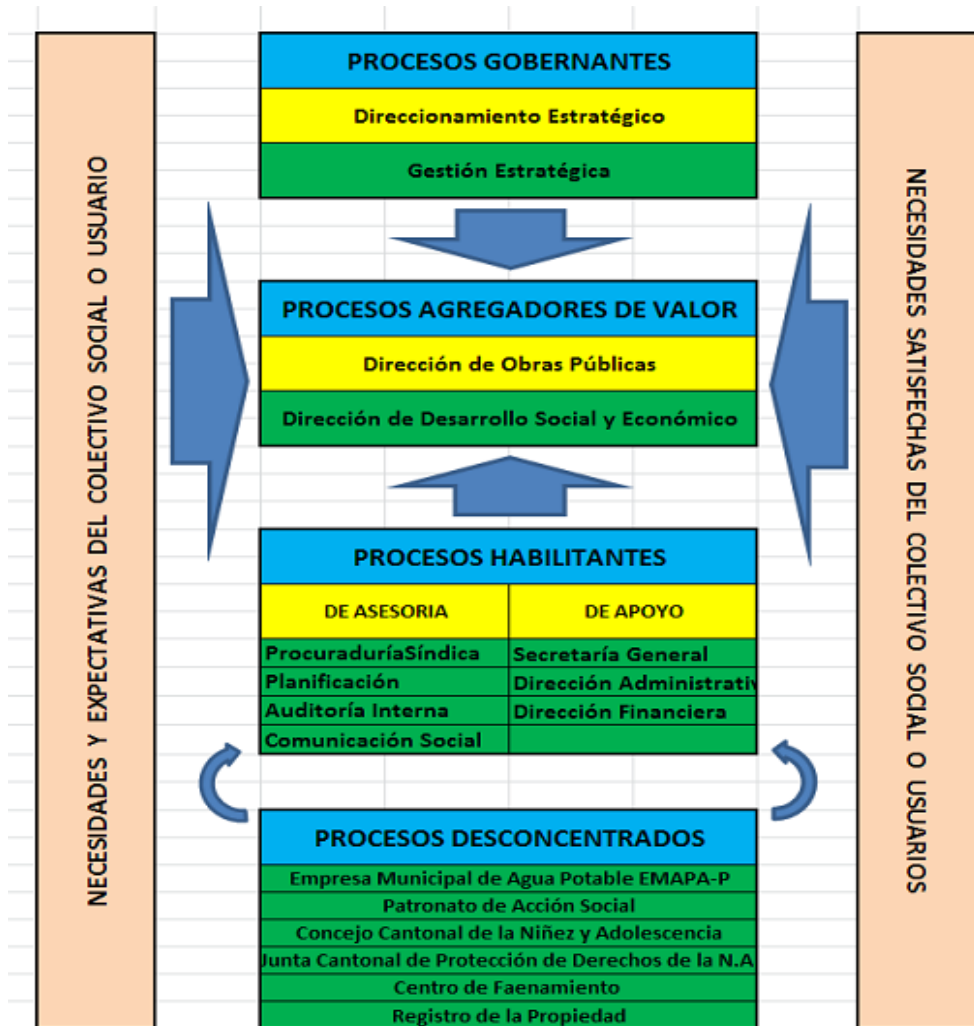 NECESIDADES Y EXPECTATIVAS DEL COLECTIVO SOCIAL O USUARIO
PROCESOS GOBERNANTES
Direccionamiento Estratégico
Gestión Estratégica
PROCESOS AGREGADORES DE VALOR
Dirección de Obras Públicas
Dirección de Desarrollo Social y Económico
PROCESOS HABILITANTES
DE ASESORIA
DE APOYO
ProcuraduríaSíndica
Secretaría General
Planificación
Dirección Administrativ
Auditoría Interna
Dirección Financiera
Comunicación Social
PROCESOS DESCONCENTRADOS
Empresa Municipal de Agua Potable EMAPA-P
Patronato de Acción Social
Concejo Cantonal de la Niñez y Adolescencia
Junta Cantonal de Protección de Derechos de la N.A
Centro de Faenamiento
Registro de la Propiedad
NECESIDADES SATISFECHAS DEL COLECTIVO SOCIAL O USUARIOS